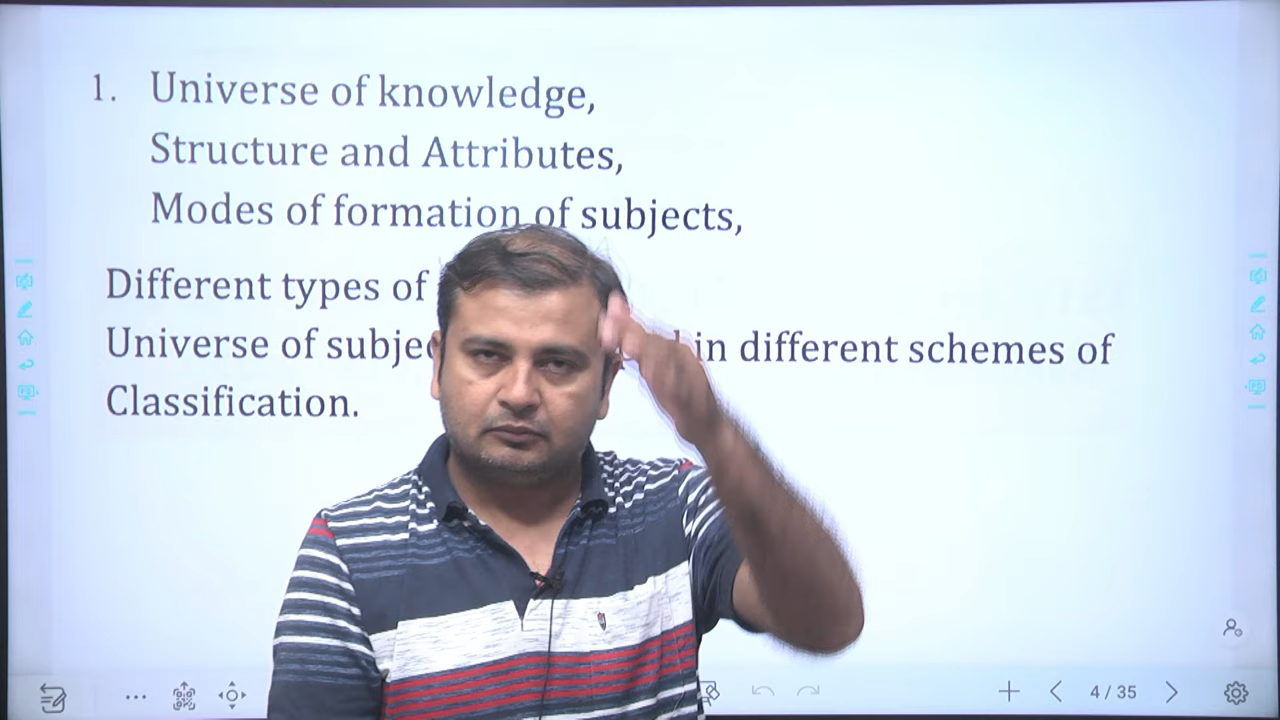 1. Universe of knowledge,
Structure and Attributes,
Modes of formation of subjects,
Different types of
Universe of in different schemes of
Classification.
4 / 35